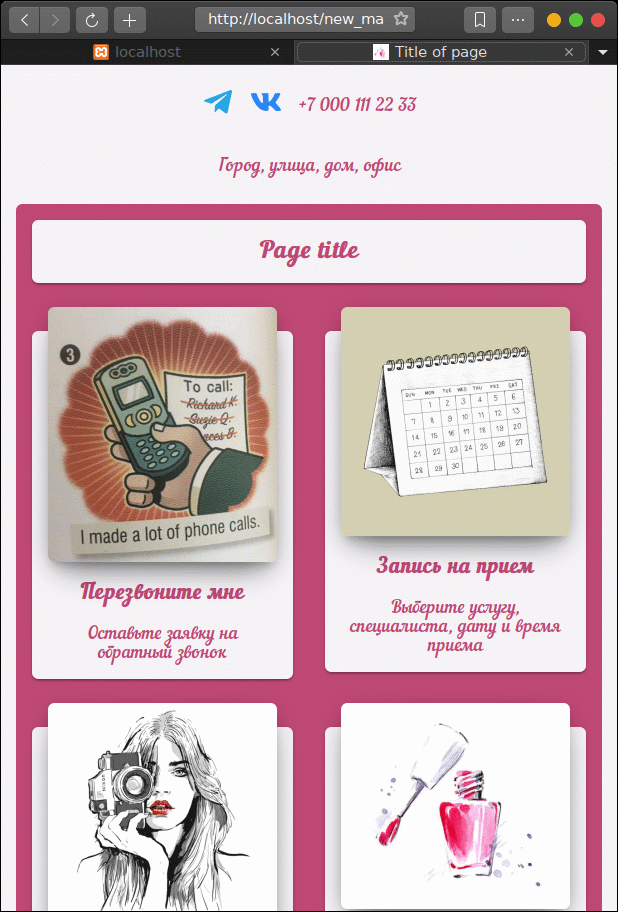 http://localhost/new_ma
localhost
Title of page
+7 000 111 22 33
Город, улица, дом, офис
Page title
3
To call:
Richard K.
Suzie Q.
I made a lot of phone calls.
Перезвоните мне
Оставьте заявку на
обратный звонок
SUN MON TUE WED THU FRI SAT
1 2 3 4 5 6
7 8 9 10 11 12 13
14 15 16 17 18 19 20
21 22 23 24 25 26 27
28 29 30
Запись на прием
Выберите услугу,
специалиста, дату и время
приема